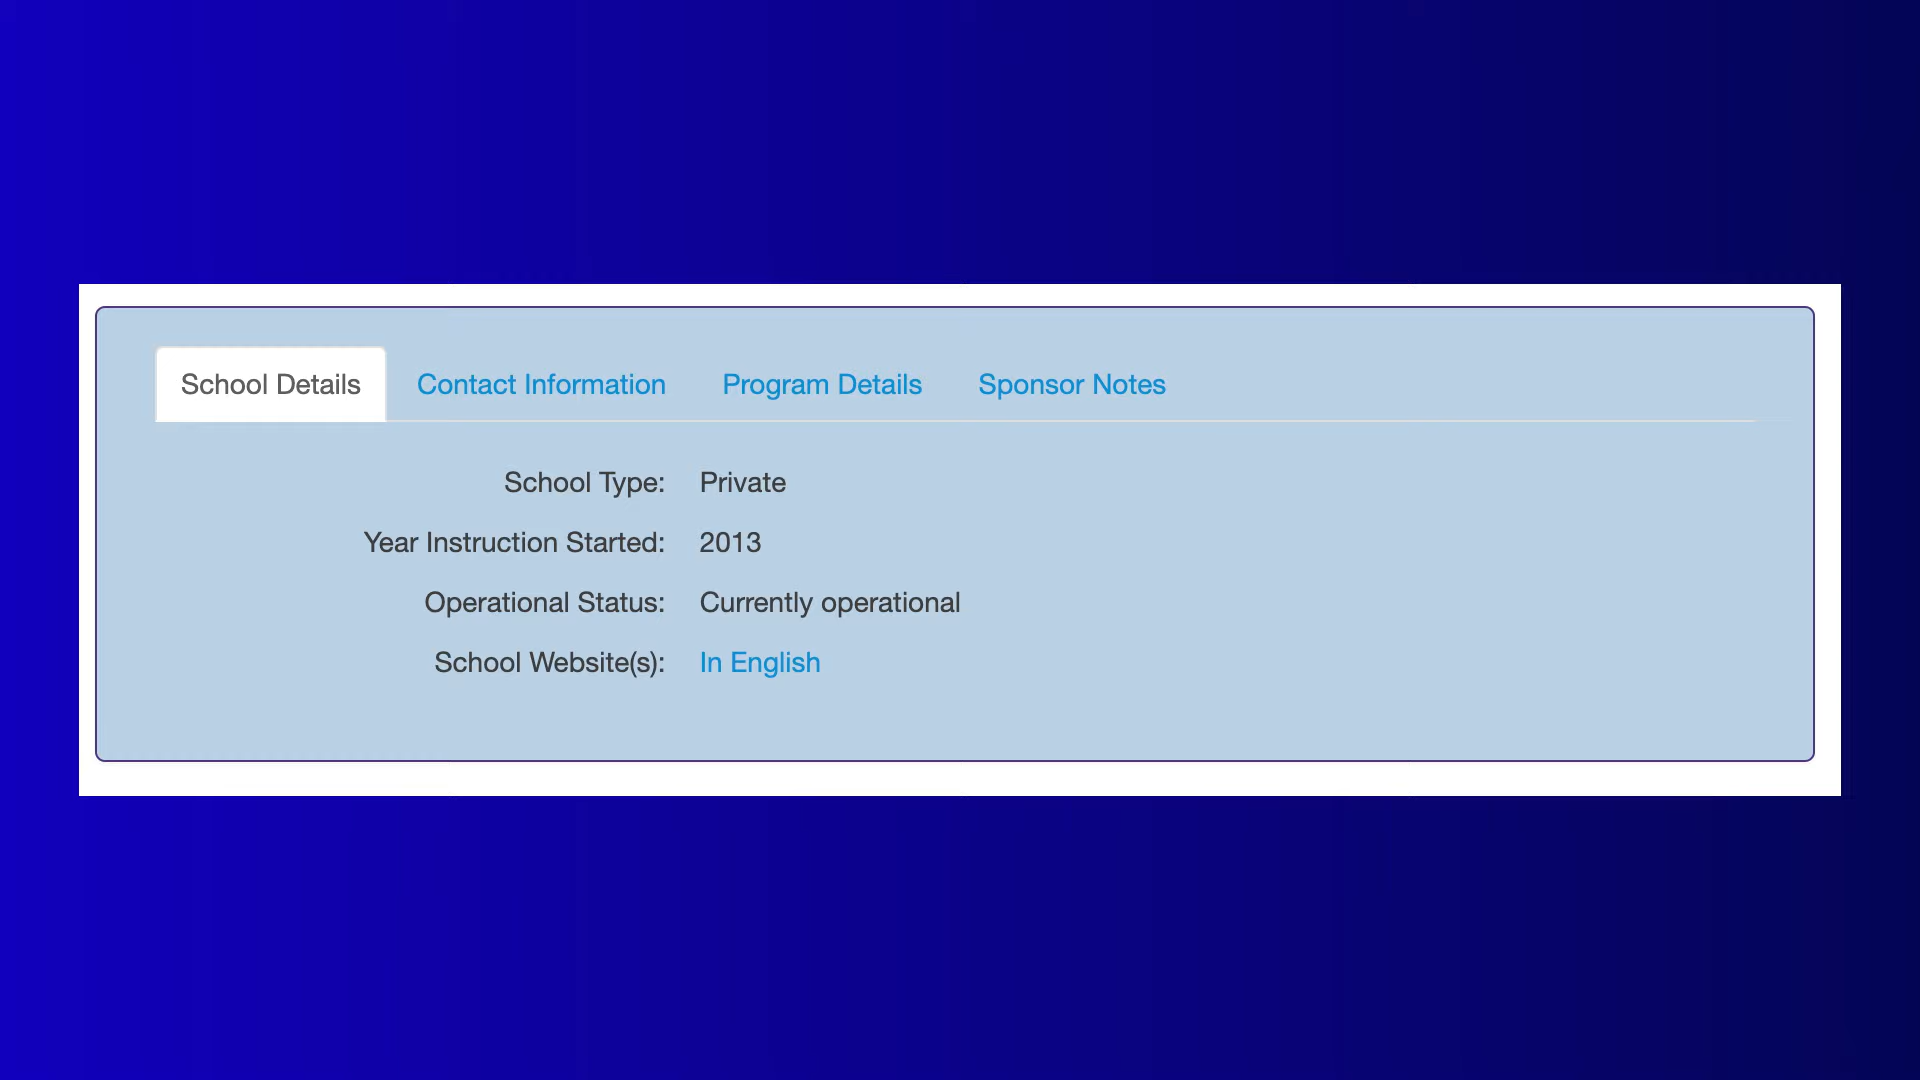 School Details Contact Information Program Details Sponsor Notes
School Type: Private
Year Instruction Started: 2013
Operational Status: Currently operational
School Website(s): In English